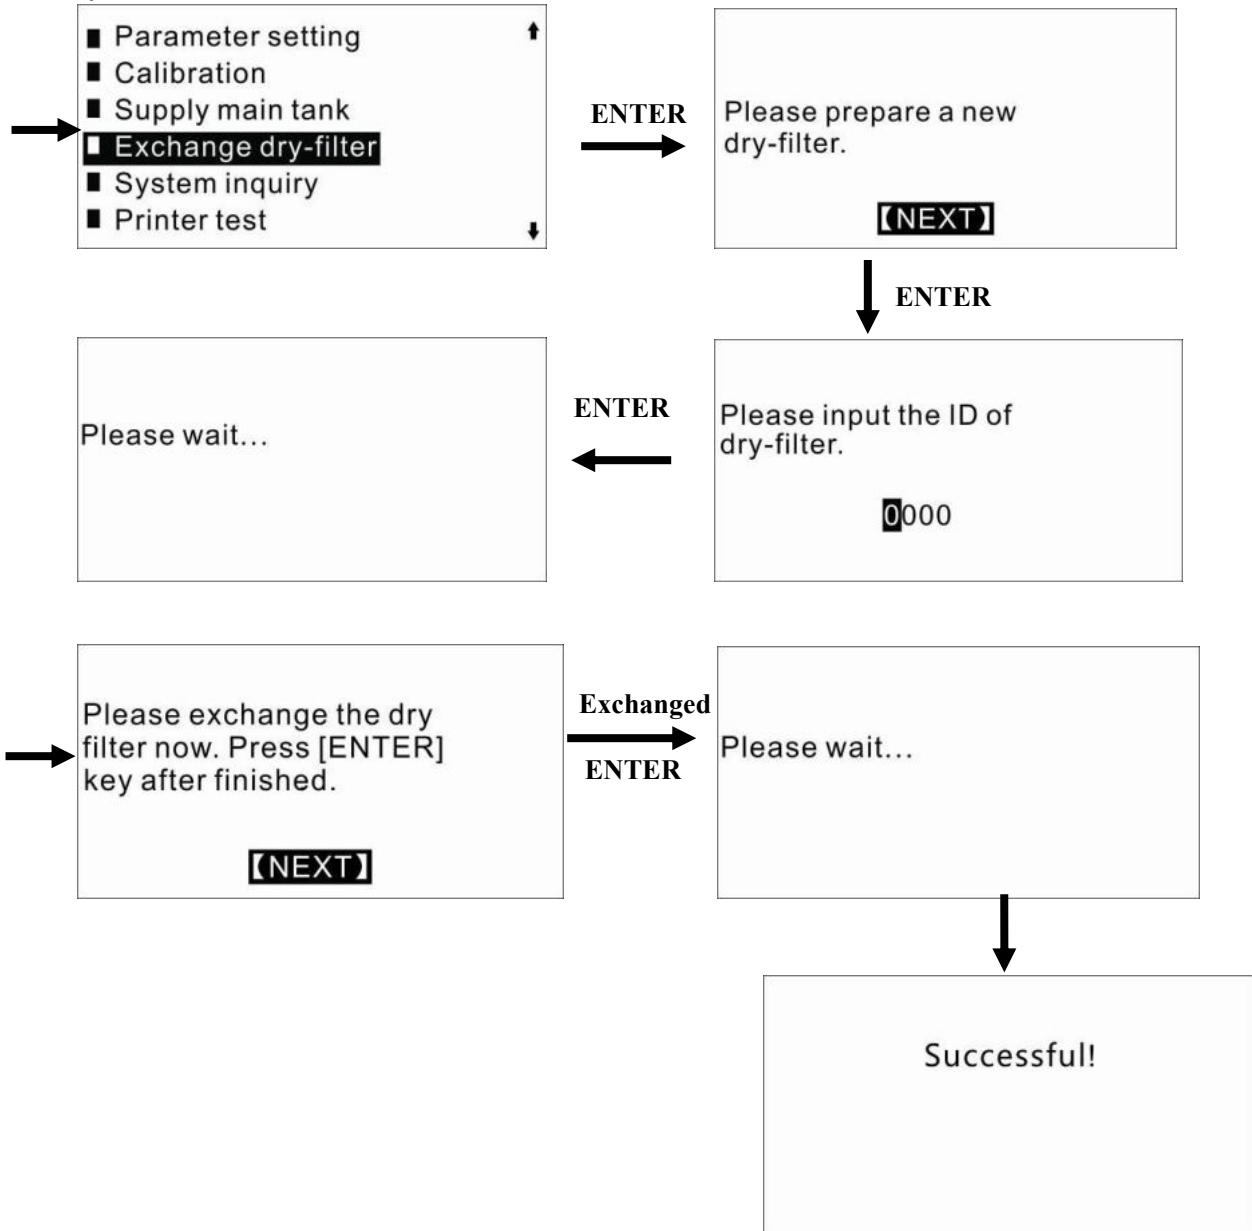 Parameter setting
Calibration
Supply main tank
Exchange dry-filter
System inquiry
Printer test
ENTER
Please prepare a new
dry-filter.
【NEXT】
ENTER
Please input the ID of
dry-filter.
0000
ENTER
Please wait...
Please exchange the dry
filter now. Press [ENTER]
key after finished.
【NEXT】
Exchanged
ENTER
Please wait...
Successful!